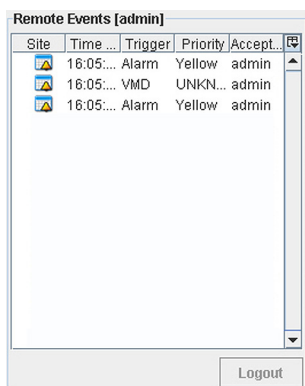 Remote Events [admin]
Site Time ... Trigger Priority Accept...
16:05:... Alarm Yellow admin
16:05:... VMD UNKN... admin
16:05:... Alarm Yellow admin
Logout